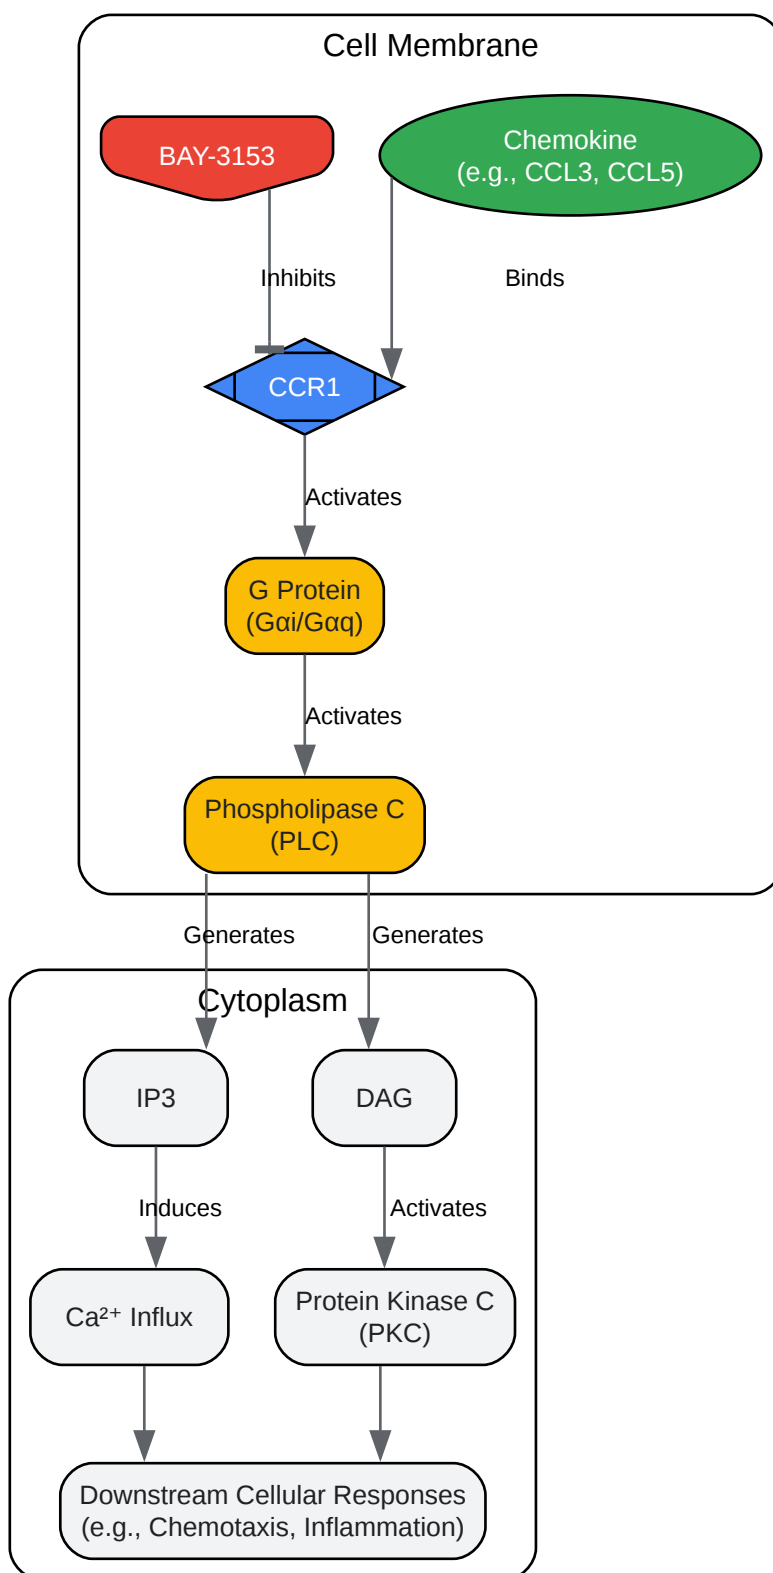 Cell Membrane
BAY-3153
Chemokine
(e.g., CCL3, CCL5)
Inhibits
Binds
CCR1
Activates
G Protein
(Gαi/Gαq)
Activates
Phospholipase C
(PLC)
Generates
Generates
Cytoplasm
IP3
DAG
Induces
Activates
Ca²⁺ Influx
Protein Kinase C
(PKC)
Downstream Cellular Responses
(e.g., Chemotaxis, Inflammation)